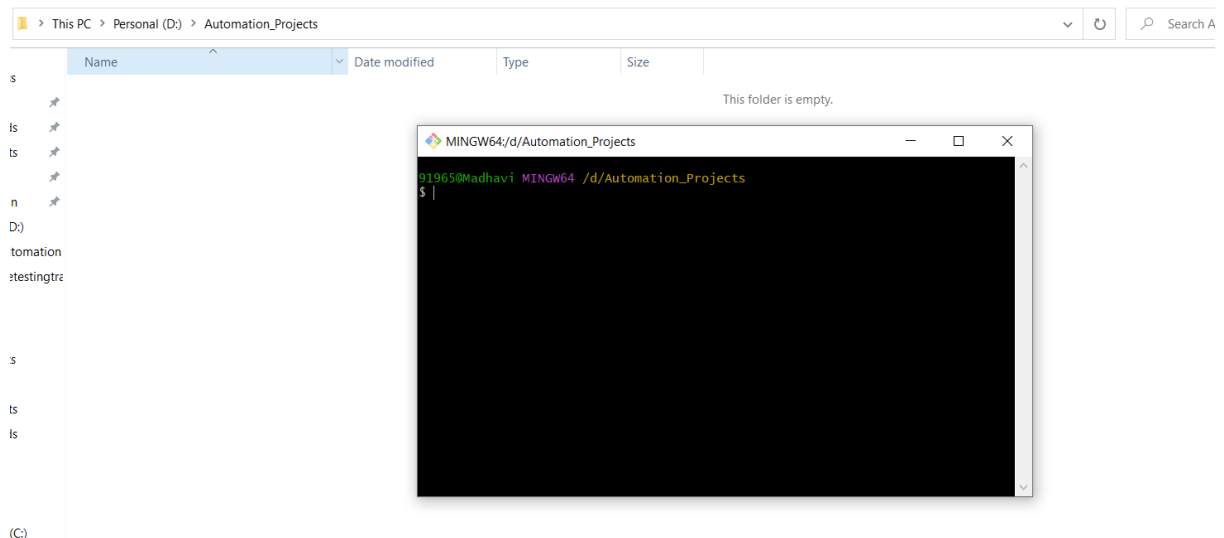 This PC > Personal (D:) > Automation_Projects
Search A
Name Date modified Type Size
This folder is empty.
MINGW64:/d/Automation_Projects
91965@Madhavi MINGW64 /d/Automation_Projects
$
ls
ts
n
D:)
tomation
etestingtra
ts
ls
(C:)